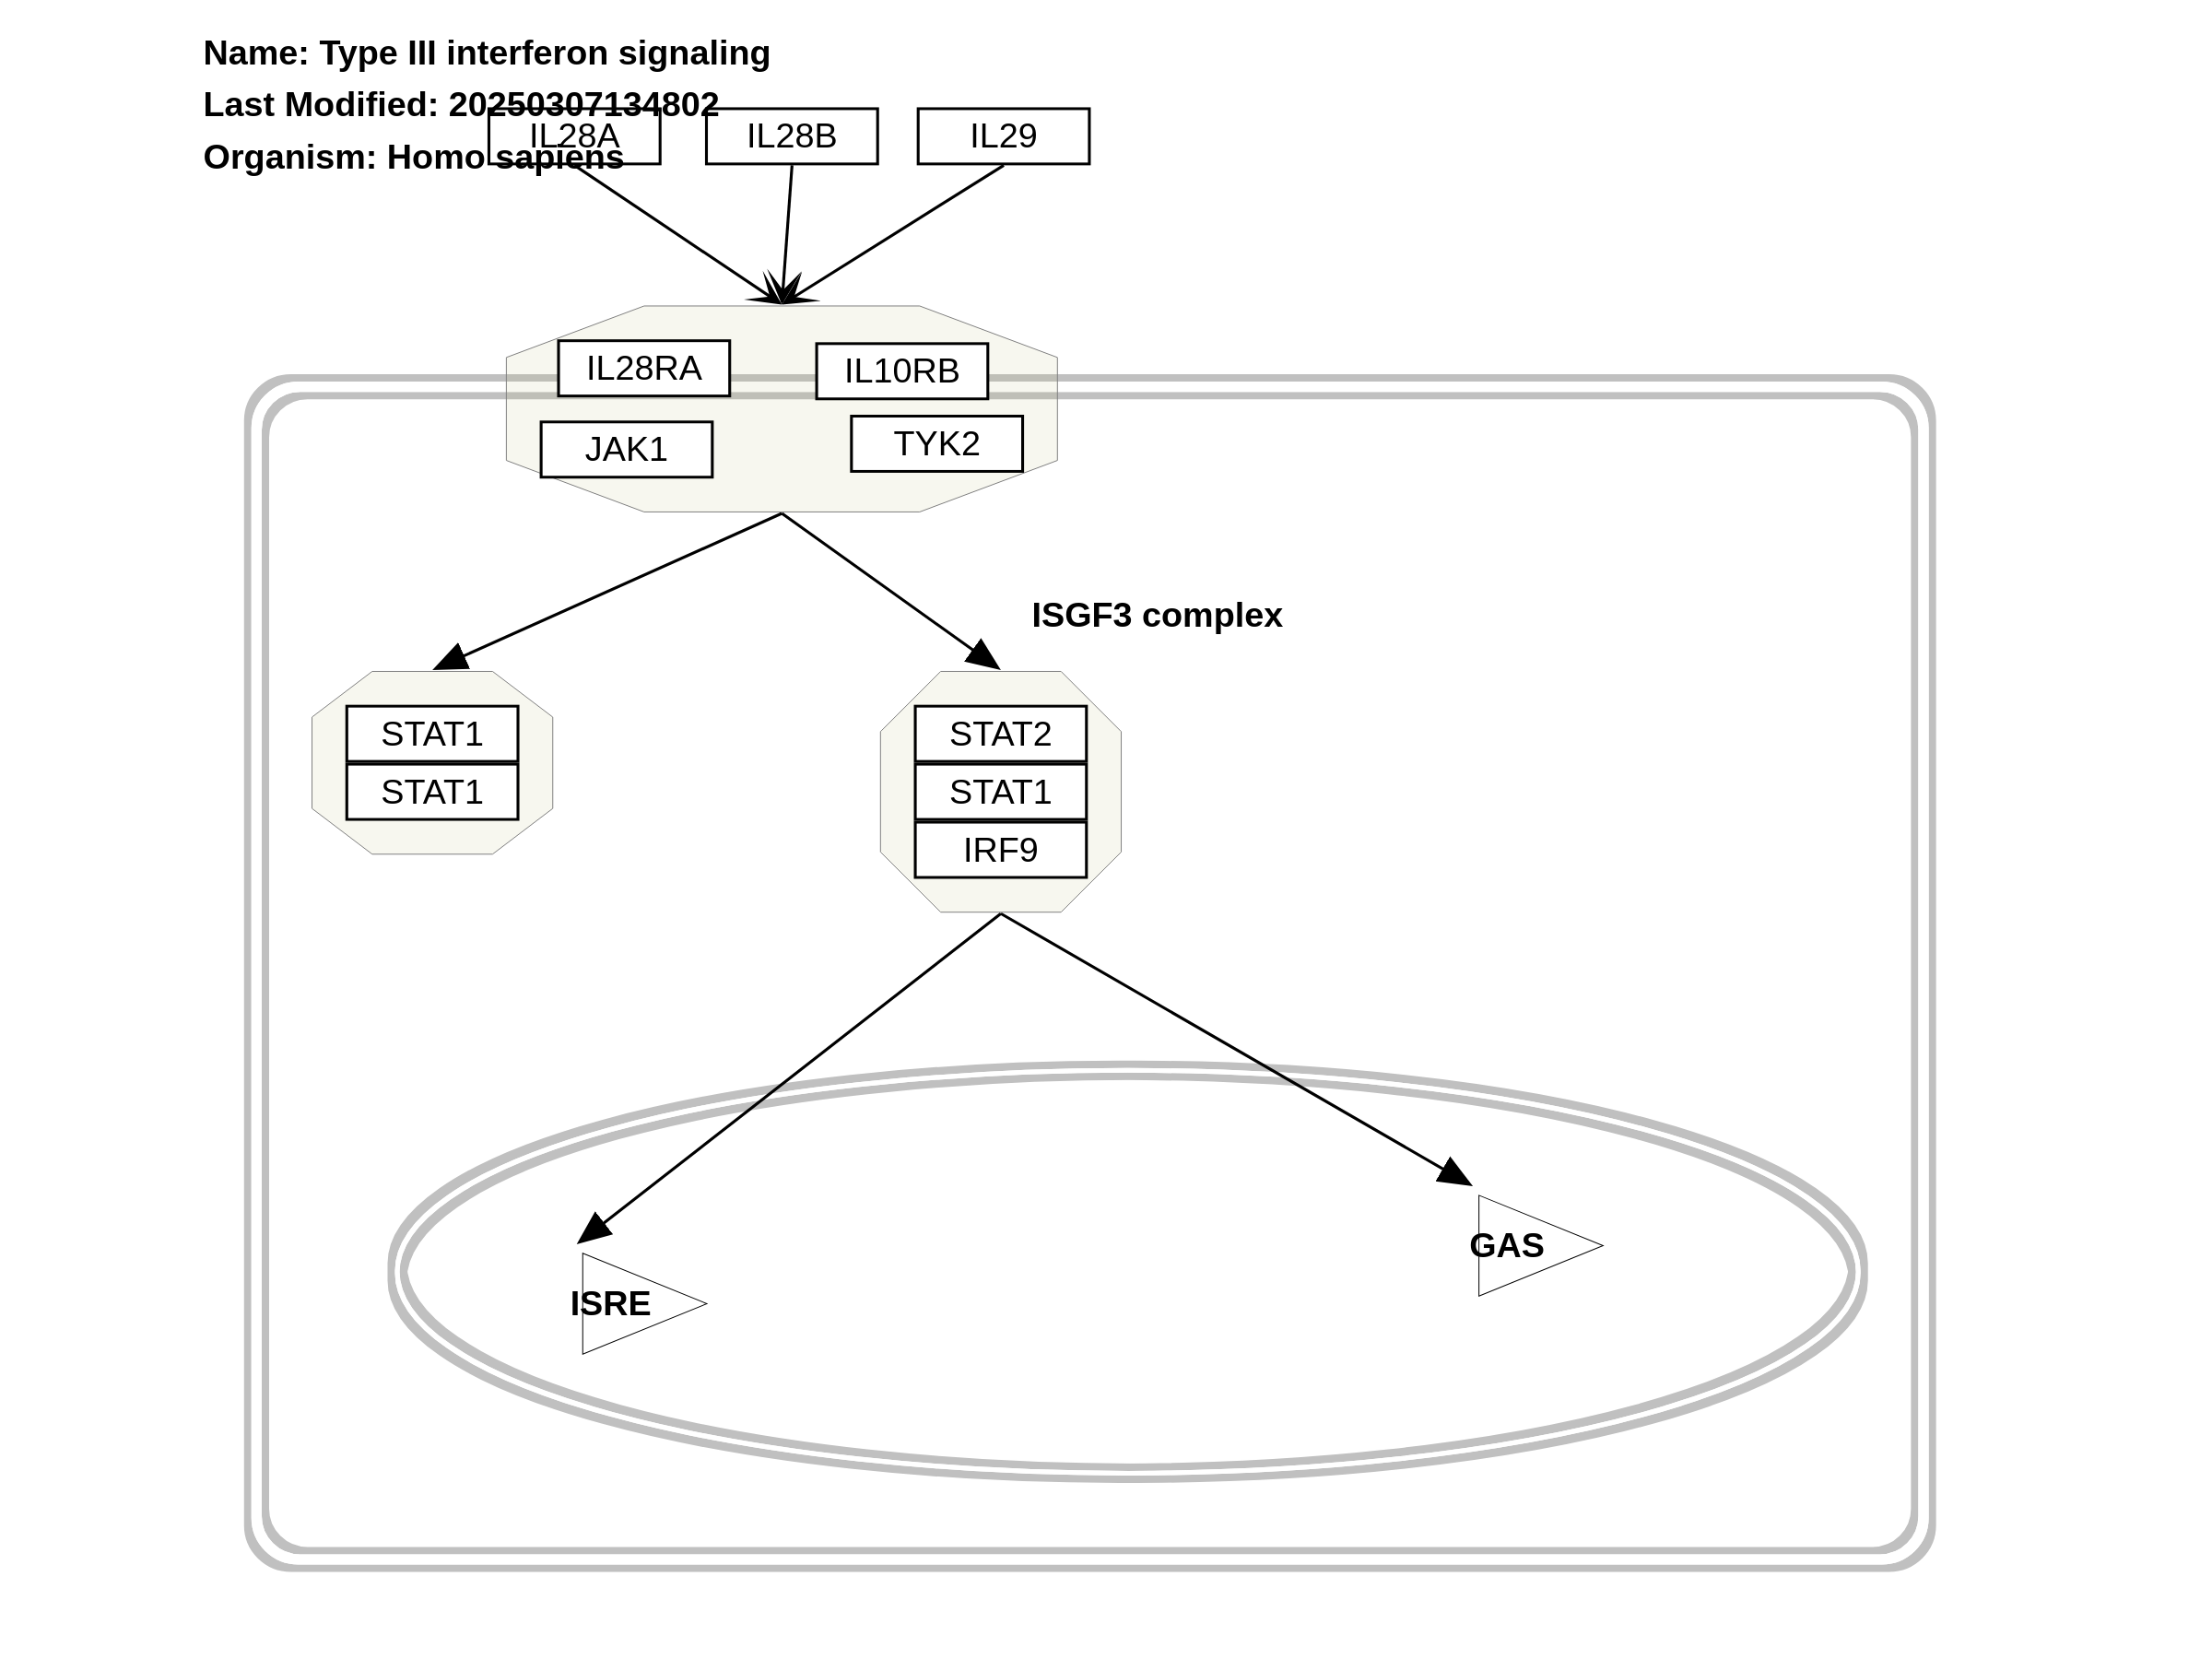 Name: Type III interferon signaling
Last Modified: 20250307134802
Organism: Homo sapiens
IL28A
IL28B
IL29
IL28RA
IL10RB
JAK1
TYK2
ISGF3 complex
STAT1
STAT1
STAT2
STAT1
IRF9
GAS
ISRE